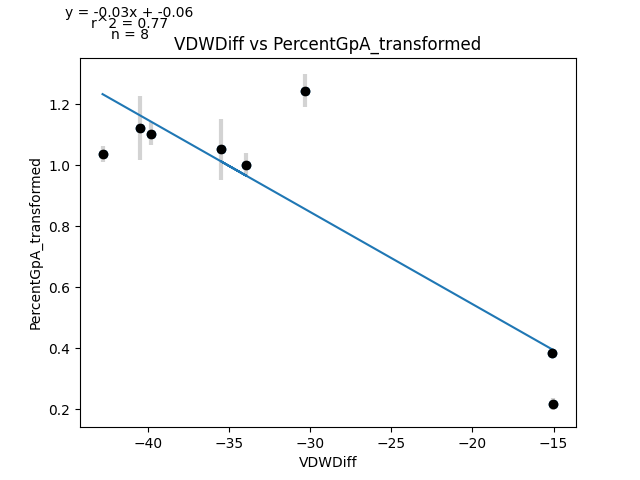 y = -0.03x + -0.06
r^2 = 0.77
n = 8
VDWDiff vs PercentGpA_transformed
PercentGpA_transformed
1.2
1.0
0.8
0.6
0.4
0.2
−40
−35
−30
−25
−20
−15
VDWDiff